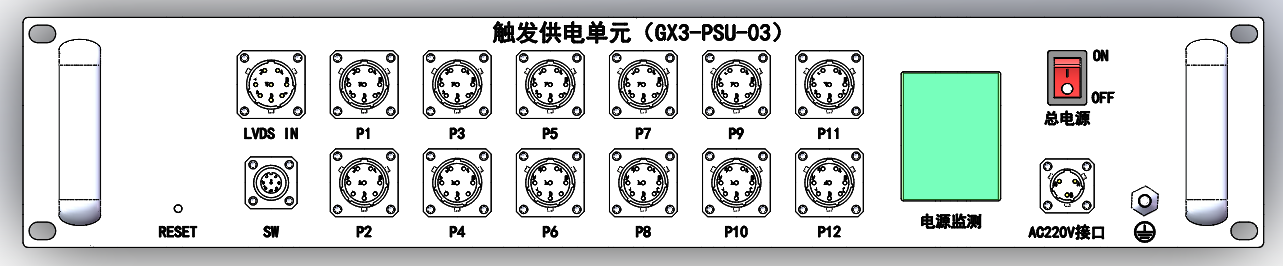 触发供电单元（GX3-PSU-03）
ON
OFF
总电源
LVDS IN P1 P3 P5 P7 P9 P11
RESET SW P2 P4 P6 P8 P10 P12 电源监测 AC220V接口